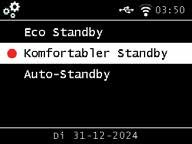 03:50
Eco Standby
Komfortabler Standby
Auto-Standby
Di 31-12-2024